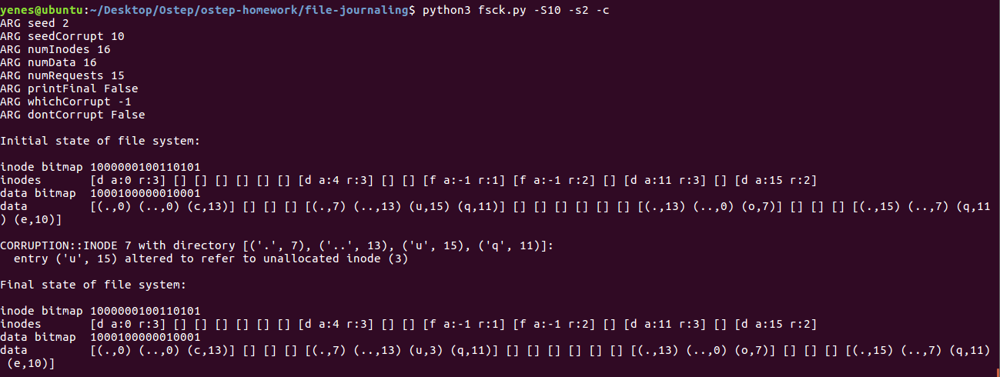 yenes@ubuntu:~/Desktop/Ostep/ostep-homework/file-journaling$ python3 fsck.py -S10 -s2 -c
ARG seed 2
ARG seedCorrupt 10
ARG numInodes 16
ARG numData 16
ARG numRequests 15
ARG printFinal False
ARG whichCorrupt -1
ARG dontCorrupt False
Initial state of file system:
inode bitmap 1000000100110101
inodes       [d a:0 r:3] [] [] [] [] [] [] [d a:4 r:3] [] [] [f a:-1 r:1] [f a:-1 r:2] [] [d a:11 r:3] [] [d a:15 r:2]
data bitmap  1000100000010001
data         [(.,0) (..,0) (c,13)] [] [] [] [(.,7) (..,13) (u,15) (q,11)] [] [] [] [] [] [] [(.,13) (..,0) (o,7)] [] [] [] [(.,15) (..,7) (q,11
) (e,10)]
CORRUPTION::INODE 7 with directory [('.', 7), ('..', 13), ('u', 15), ('q', 11)]:
  entry ('u', 15) altered to refer to unallocated inode (3)
Final state of file system:
inode bitmap 1000000100110101
inodes       [d a:0 r:3] [] [] [] [] [] [] [d a:4 r:3] [] [] [f a:-1 r:1] [f a:-1 r:2] [] [d a:11 r:3] [] [d a:15 r:2]
data bitmap  1000100000010001
data         [(.,0) (..,0) (c,13)] [] [] [] [(.,7) (..,13) (u,3) (q,11)] [] [] [] [] [] [] [(.,13) (..,0) (o,7)] [] [] [] [(.,15) (..,7) (q,11)
 (e,10)]